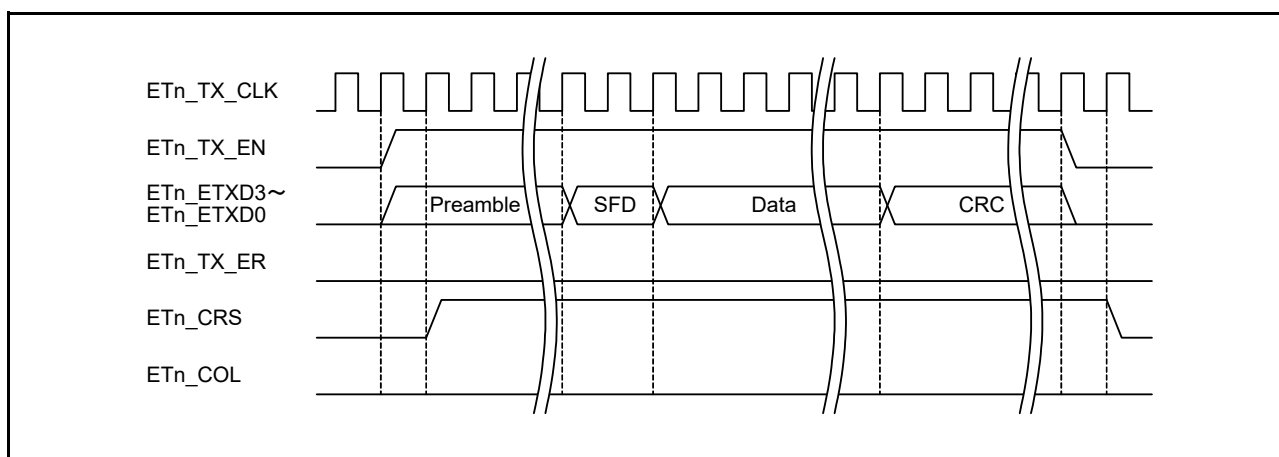 ETn_TX_CLK
ETn_TX_EN
ETn_ETXD3～
ETn_ETXD0
Preamble SFD Data CRC
ETn_TX_ER
ETn_CRS
ETn_COL